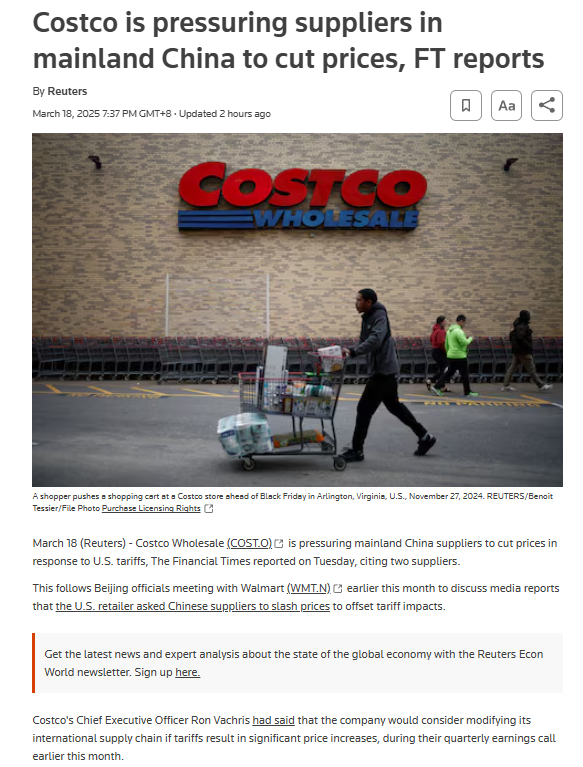 Costco is pressuring suppliers in
mainland China to cut prices, FT reports
By Reuters
March 18, 2025 7:37 PM GMT+8 · Updated 2 hours ago
Aa
COSTCO
WHOLESALE
A shopper pushes a shopping cart at a Costco store ahead of Black Friday in Arlington, Virginia, U.S., November 27, 2024. REUTERS/Benoit
Tessier/File Photo Purchase Licensing Rights
March 18 (Reuters) - Costco Wholesale (COST.O) is pressuring mainland China suppliers to cut prices in
response to U.S. tariffs, The Financial Times reported on Tuesday, citing two suppliers.
This follows Beijing officials meeting with Walmart (WMT.N) earlier this month to discuss media reports
that the U.S. retailer asked Chinese suppliers to slash prices to offset tariff impacts.
Get the latest news and expert analysis about the state of the global economy with the Reuters Econ
World newsletter. Sign up here.
Costco's Chief Executive Officer Ron Vachris had said that the company would consider modifying its
international supply chain if tariffs result in significant price increases, during their quarterly earnings call
earlier this month.